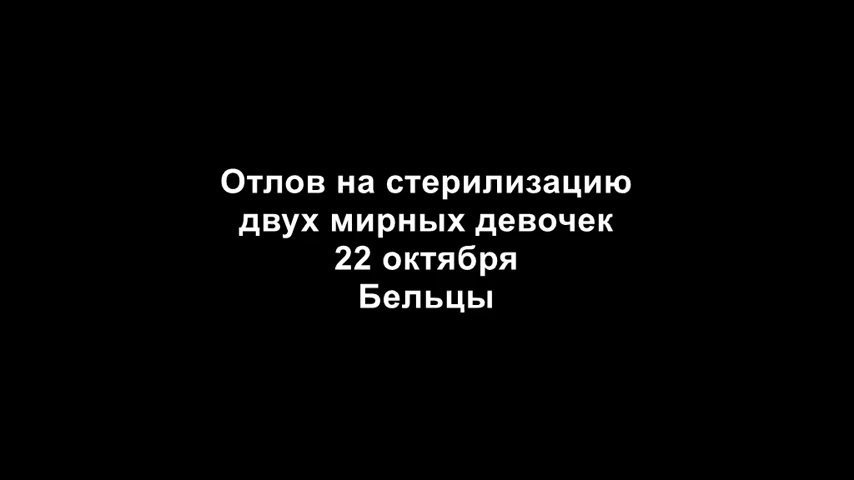 Отлов на стерилизацию
двух мирных девочек
22 октября
Бельцы